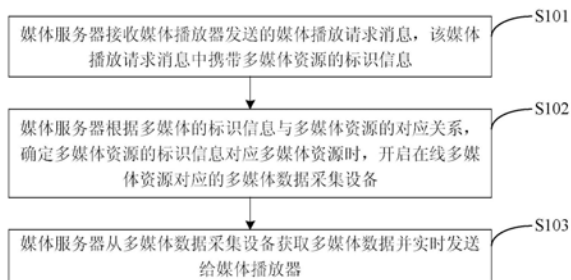 S101
媒体服务器接收媒体播放器发送的媒体播放请求消息，该媒体
播放请求消息中携带多媒体资源的标识信息
S102
媒体服务器根据多媒体的标识信息与多媒体资源的对应关系，
确定多媒体资源的标识信息对应多媒体资源时，开启在线多媒
体资源对应的多媒体数据采集设备
S103
媒体服务器从多媒体数据采集设备获取多媒体数据并实时发送
给媒体播放器